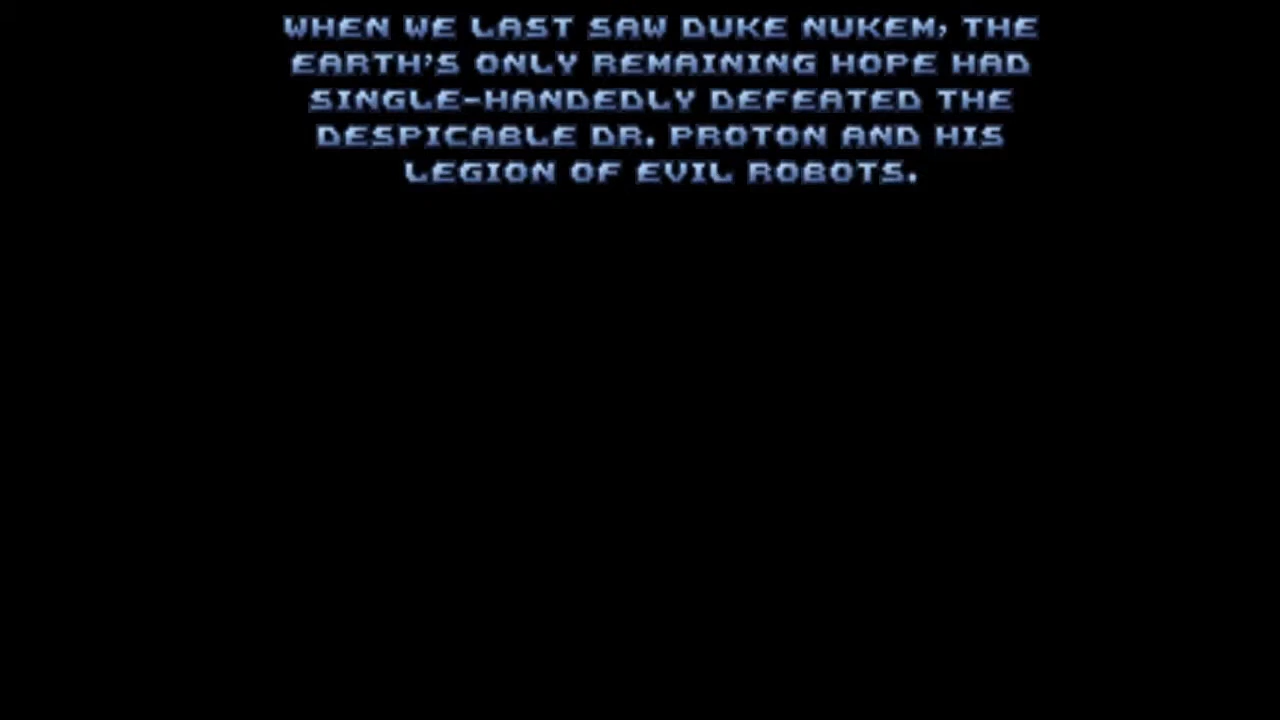 WHEN WE LAST SAW DUKE NUKEM, THE
EARTH'S ONLY REMAINING HOPE HAD
SINGLE-HANDEDLY DEFEATED THE
DESPICABLE DR. PROTON AND HIS
LEGION OF EVIL ROBOTS.